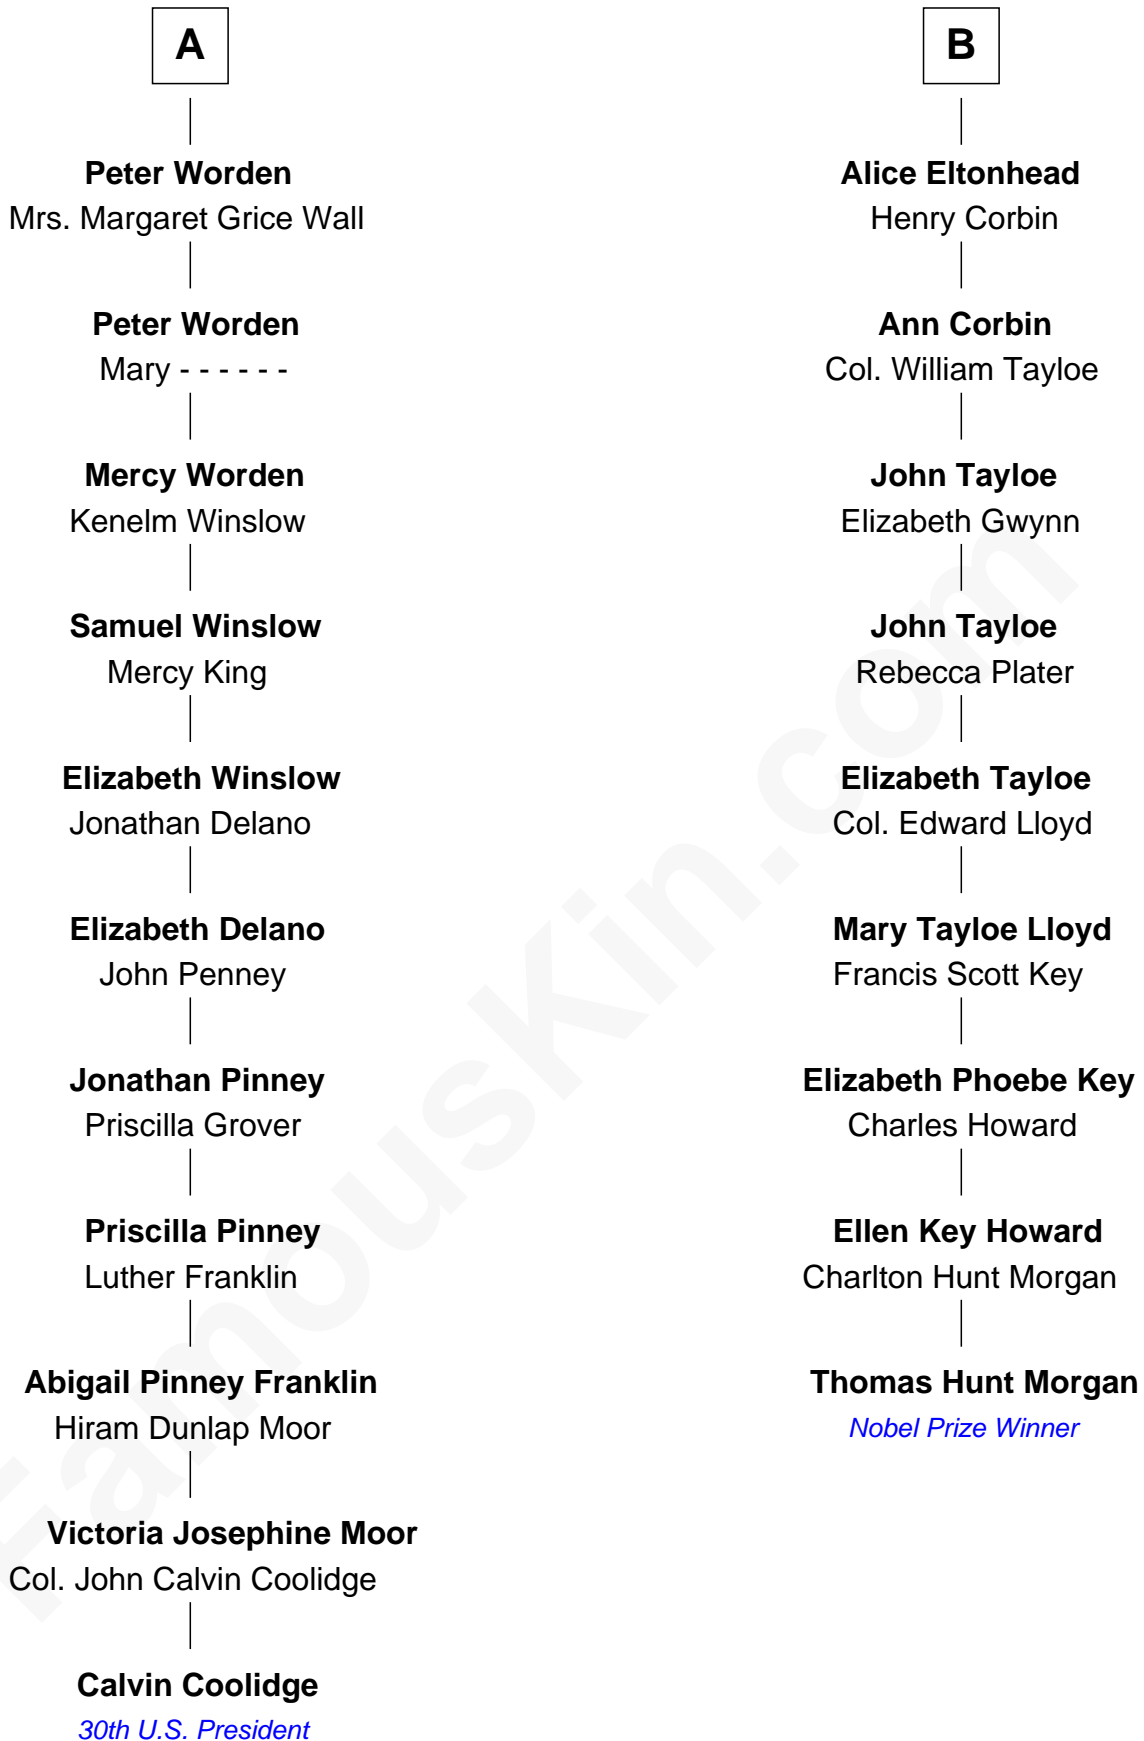 A
Peter Worden
Mrs. Margaret Grice Wall
Peter Worden
Mary - - - - - -
Mercy Worden
Kenelm Winslow
Samuel Winslow
Mercy King
Elizabeth Winslow
Jonathan Delano
Elizabeth Delano
John Penney
Jonathan Pinney
Priscilla Grover
Priscilla Pinney
Luther Franklin
Abigail Pinney Franklin
Hiram Dunlap Moor
Victoria Josephine Moor
Col. John Calvin Coolidge
Calvin Coolidge
30th U.S. President
B
Alice Eltonhead
Henry Corbin
Ann Corbin
Col. William Tayloe
John Tayloe
Elizabeth Gwynn
John Tayloe
Rebecca Plater
Elizabeth Tayloe
Col. Edward Lloyd
Mary Tayloe Lloyd
Francis Scott Key
Elizabeth Phoebe Key
Charles Howard
Ellen Key Howard
Charlton Hunt Morgan
Thomas Hunt Morgan
Nobel Prize Winner
FamousKin.com